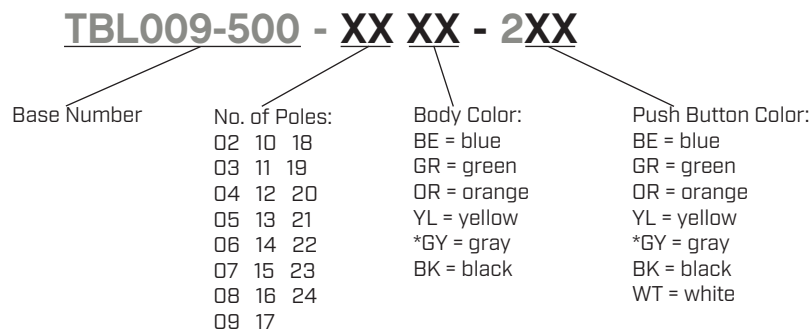 TBL009-500 - XX XX - 2XX
Base Number
No. of Poles:
02 10 18
03 11 19
04 12 20
05 13 21
06 14 22
07 15 23
08 16 24
09 17
Body Color:
BE = blue
GR = green
OR = orange
YL = yellow
*GY = gray
BK = black
Push Button Color:
BE = blue
GR = green
OR = orange
YL = yellow
*GY = gray
BK = black
WT = white